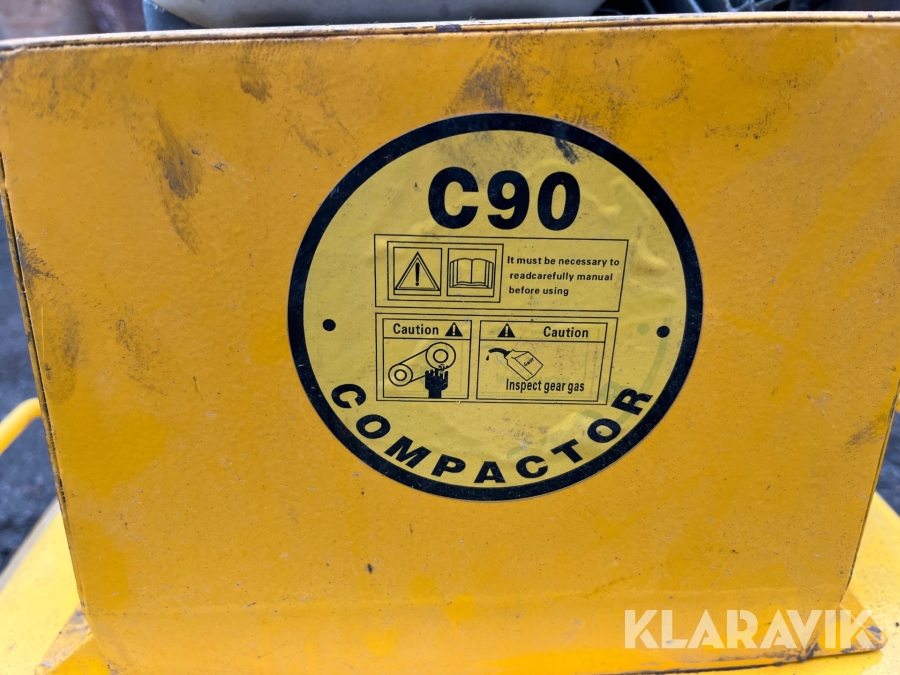 C90
It must be necessary to
readcarefully manual
before using
Caution
Caution
Inspect gear gas
COMPACTOR
KLARAVIK